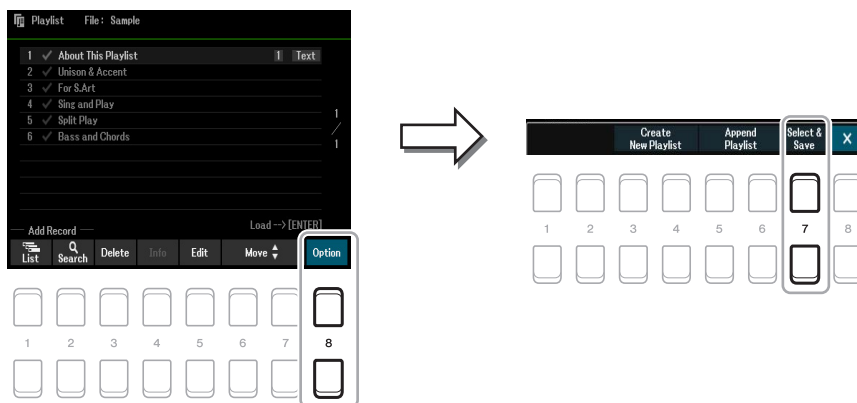 Playlist File: Sample
1 ✓ About This Playlist 1 Text
2 ✓ Unison & Accent
3 ✓ For S.Art
4 ✓ Sing and Play
5 ✓ Split Play
6 ✓ Bass and Chords
1
/
1
Load-->[ENTER]
Add Record
List Search Delete Info Edit Move Option
1 2 3 4 5 6 7 8
Create New Playlist Append Playlist Select & Save X
1 2 3 4 5 6 7 8